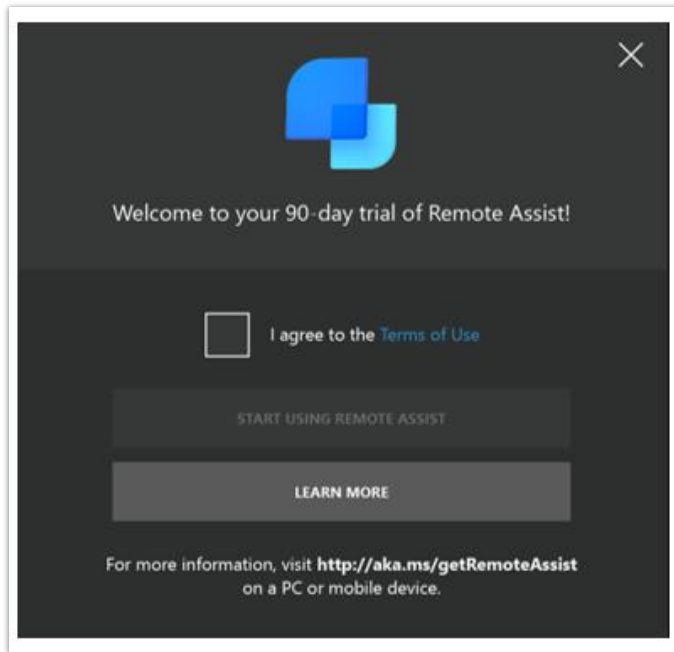 Welcome to your 90-day trial of Remote Assist!
I agree to the Terms of Use
START USING REMOTE ASSIST
LEARN MORE
For more information, visit http://aka.ms/getRemoteAssist
on a PC or mobile device.